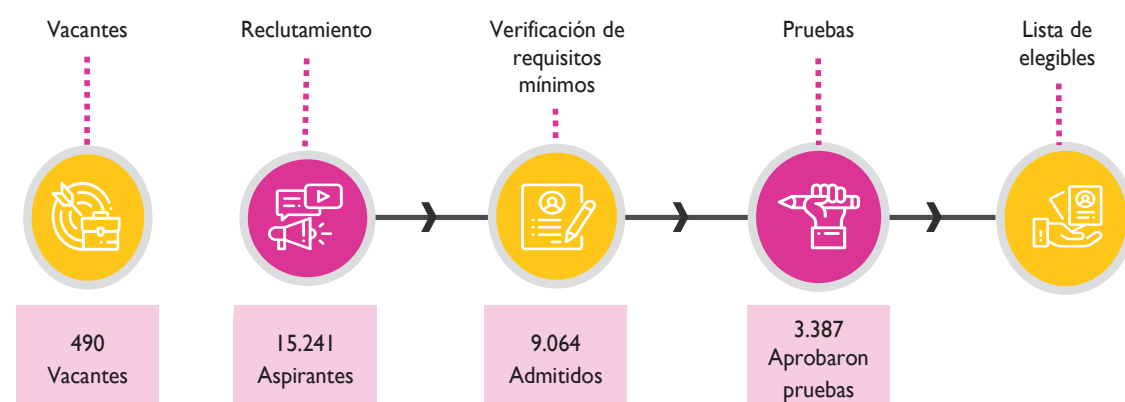 Vacantes
Reclutamiento
Verificación de
requisitos
mínimos
Pruebas
Lista de
elegibles
490
Vacantes
15.241
Aspirantes
9.064
Admitidos
3.387
Aprobaron
pruebas